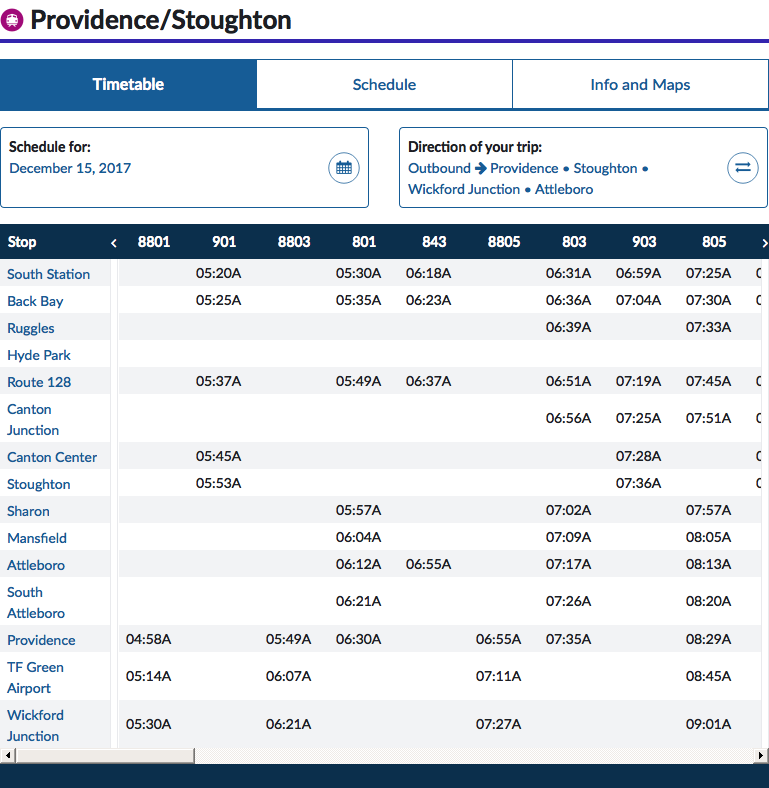 Providence/Stoughton
Timetable Schedule Info and Maps
Schedule for:
December 15, 2017
Direction of your trip:
Outbound → Providence • Stoughton •
Wickford Junction • Attleboro
Stop ‹ 8801 901 8803 801 843 8805 803 903 805 ›
South Station 05:20A 05:30A 06:18A 06:31A 06:59A 07:25A
Back Bay 05:25A 05:35A 06:23A 06:36A 07:04A 07:30A
Ruggles 06:39A 07:33A
Hyde Park
Route 128 05:37A 05:49A 06:37A 06:51A 07:19A 07:45A
Canton
Junction 06:56A 07:25A 07:51A
Canton Center 05:45A 07:28A
Stoughton 05:53A 07:36A
Sharon 05:57A 07:02A 07:57A
Mansfield 06:04A 07:09A 08:05A
Attleboro 06:12A 06:55A 07:17A 08:13A
South
Attleboro 06:21A 07:26A 08:20A
Providence 04:58A 05:49A 06:30A 06:55A 07:35A 08:29A
TF Green
Airport 05:14A 06:07A 07:11A 08:45A
Wickford
Junction 05:30A 06:21A 07:27A 09:01A